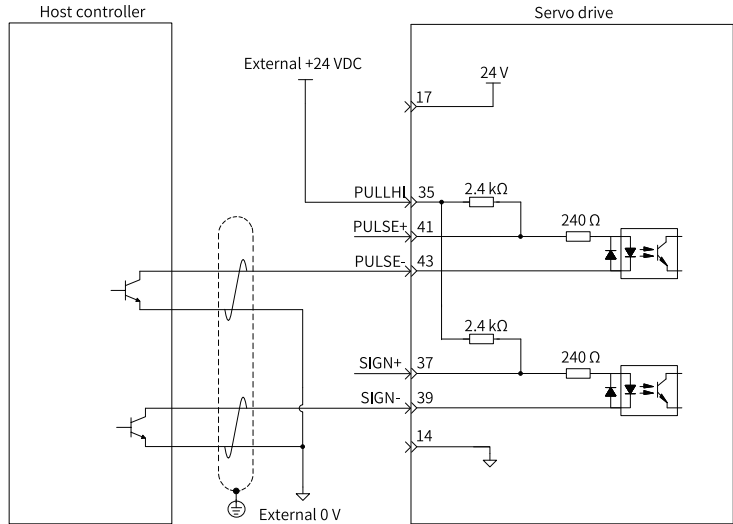 Host controller
Servo drive
External +24 VDC
24 V
17
PULLHI 35 2.4 kΩ
PULSE+ 41 240 Ω
PULSE- 43
2.4 kΩ
SIGN+ 37 240 Ω
SIGN- 39
14
External 0 V